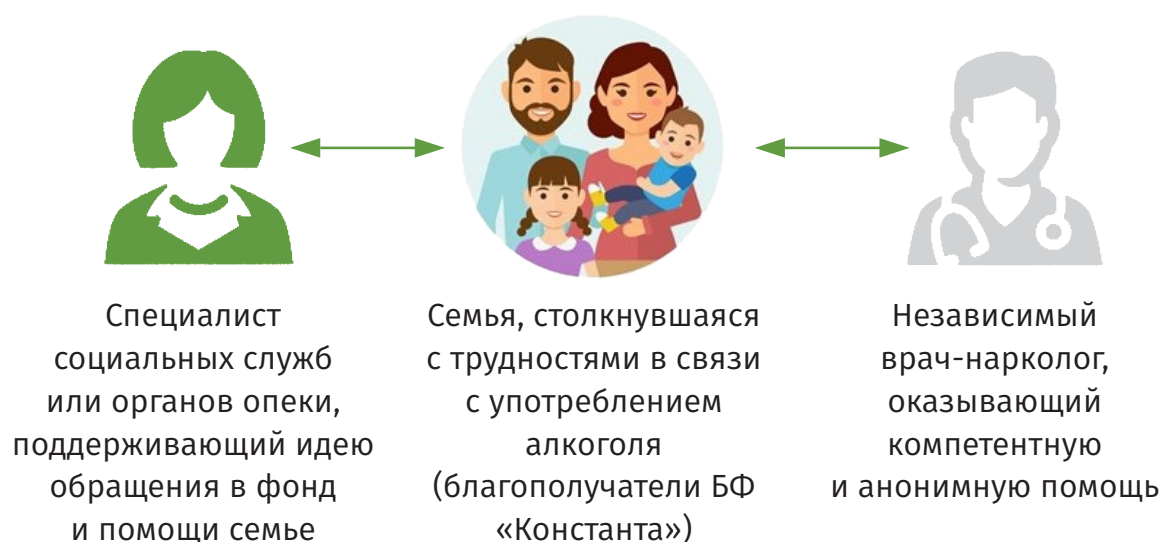 Специалист
социальных служб
или органов опеки,
поддерживающий идею
обращения в фонд
и помощи семье
Семья, столкнувшаяся
с трудностями в связи
с употреблением
алкоголя
(благополучатели БФ
«Константа»)
Независимый
врач-нарколог,
оказывающий
компетентную
и анонимную помощь